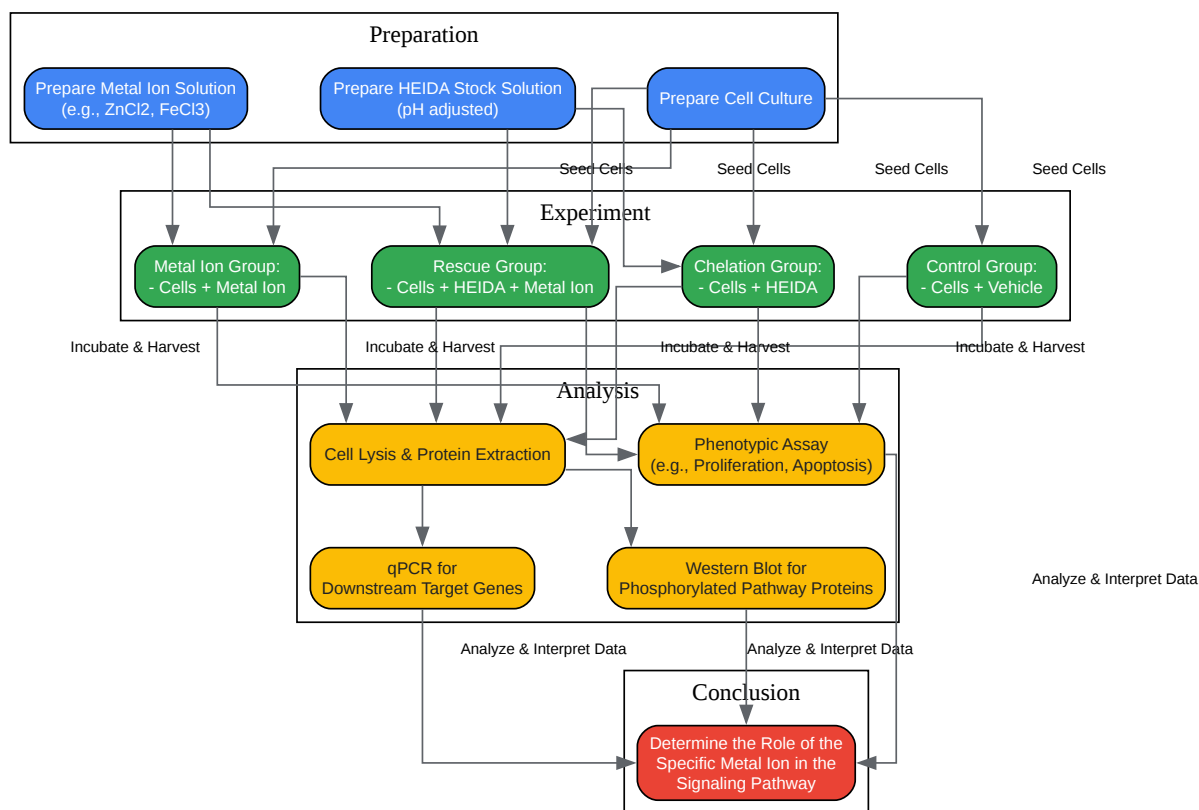 Preparation
Prepare Metal Ion Solution
(e.g., ZnCl2, FeCl3)
Prepare HEIDA Stock Solution
(pH adjusted)
Prepare Cell Culture
Seed Cells
Seed Cells
Seed Cells
Seed Cells
Experiment
Metal Ion Group:
- Cells + Metal Ion
Rescue Group:
- Cells + HEIDA + Metal Ion
Chelation Group:
- Cells + HEIDA
Control Group:
- Cells + Vehicle
Incubate & Harvest
Incubate & Harvest
Incubate & Harvest
Incubate & Harvest
Analysis
Cell Lysis & Protein Extraction
Phenotypic Assay
(e.g., Proliferation, Apoptosis)
qPCR for
Downstream Target Genes
Western Blot for
Phosphorylated Pathway Proteins
Analyze & Interpret Data
Analyze & Interpret Data
Analyze & Interpret Data
Conclusion
Determine the Role of the
Specific Metal Ion in the
Signaling Pathway